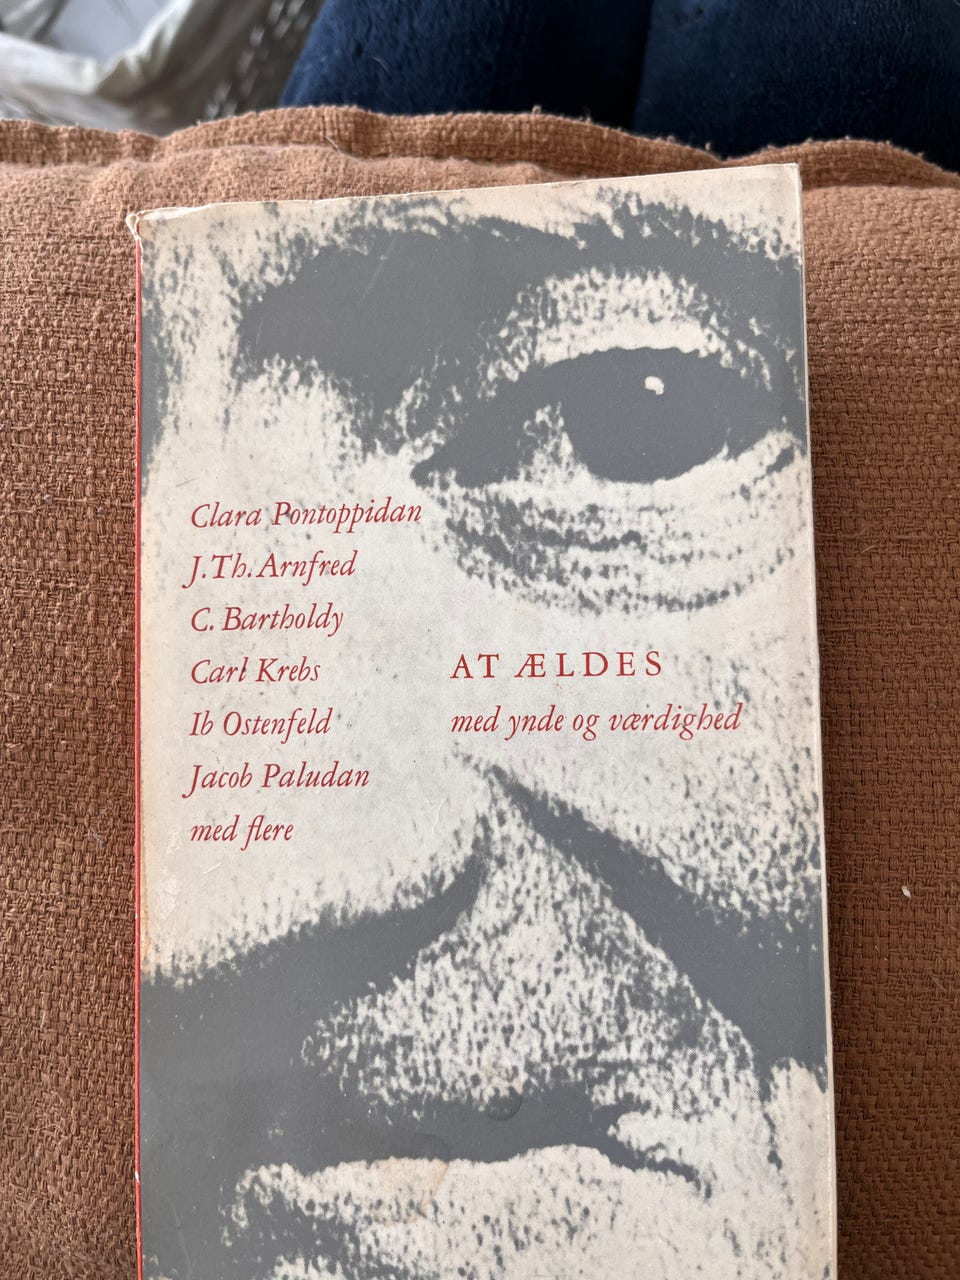 Clara Pontoppidan
J.Th.Arnfred
C. Bartholdy
Carl Krebs
Ib Ostenfeld
Jacob Paludan
med flere
AT ÆLDES
med ynde og værdighed